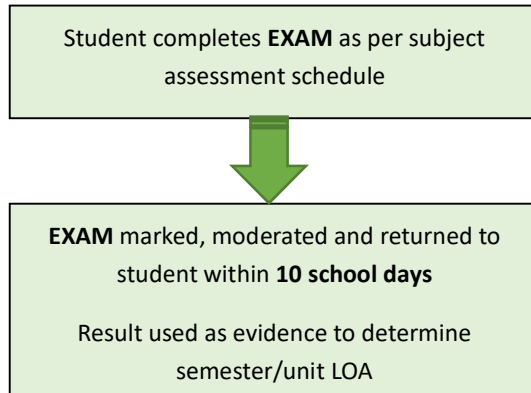 Student completes EXAM as per subject
assessment schedule
EXAM marked, moderated and returned to
student within 10 school days
Result used as evidence to determine
semester/unit LOA